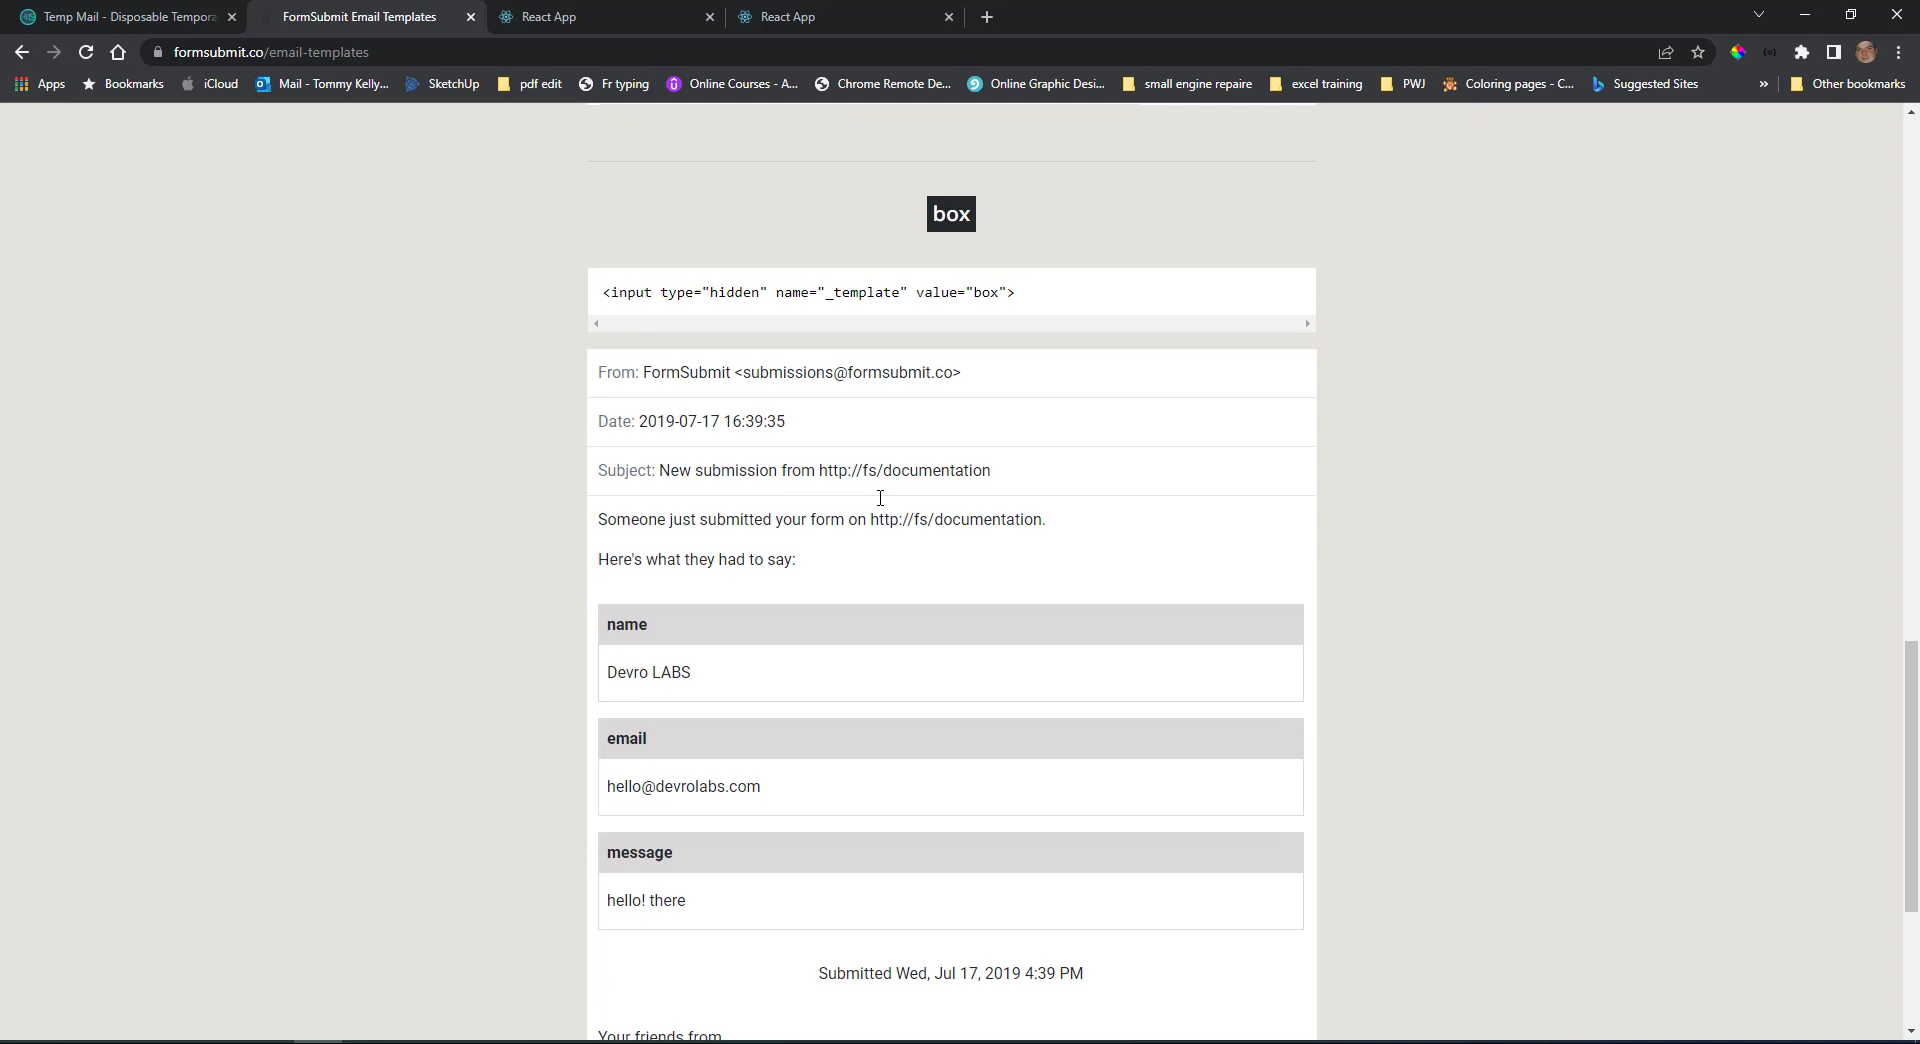 Temp Mail - Disposable Tempora
FormSubmit Email Templates
React App
React App
formsubmit.co/email-templates
Apps
Bookmarks
iCloud
Mail - Tommy Kelly...
SketchUp
pdf edit
Fr typing
Online Courses - A...
Chrome Remote De...
Online Graphic Desi...
small engine repaire
excel training
PWJ
Coloring pages - C...
Suggested Sites
»
Other bookmarks
box
<input type="hidden" name="_template" value="box">
From: FormSubmit <submissions@formsubmit.co>
Date: 2019-07-17 16:39:35
Subject: New submission from http://fs/documentation
Someone just submitted your form on http://fs/documentation.
Here's what they had to say:
name
Devro LABS
email
hello@devrolabs.com
message
hello! there
Submitted Wed, Jul 17, 2019 4:39 PM
Your friends from